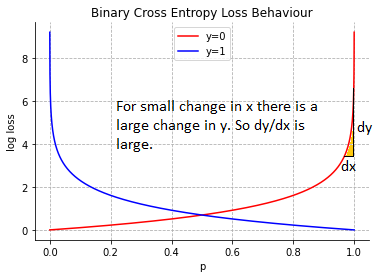 Binary Cross Entropy Loss Behaviour
y=0
y=1
8
6
4
2
0
log loss
For small change in x there is a
large change in y. So dy/dx is
large.
dy
dx
0.0 0.2 0.4 0.6 0.8 1.0
p